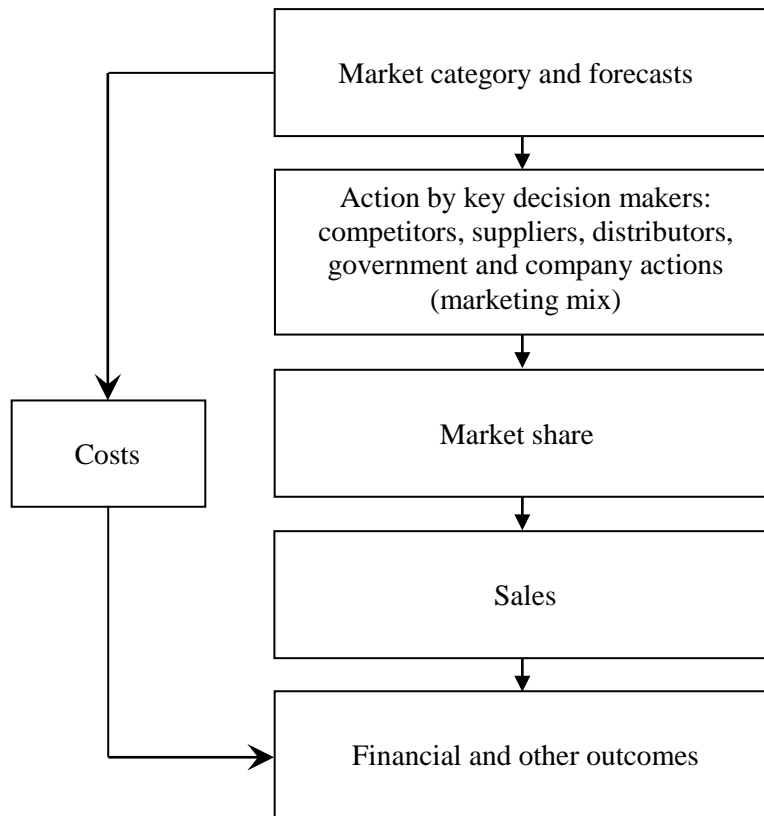 Market category and forecasts
Action by key decision makers:
competitors, suppliers, distributors,
government and company actions
(marketing mix)
Market share
Costs
Sales
Financial and other outcomes